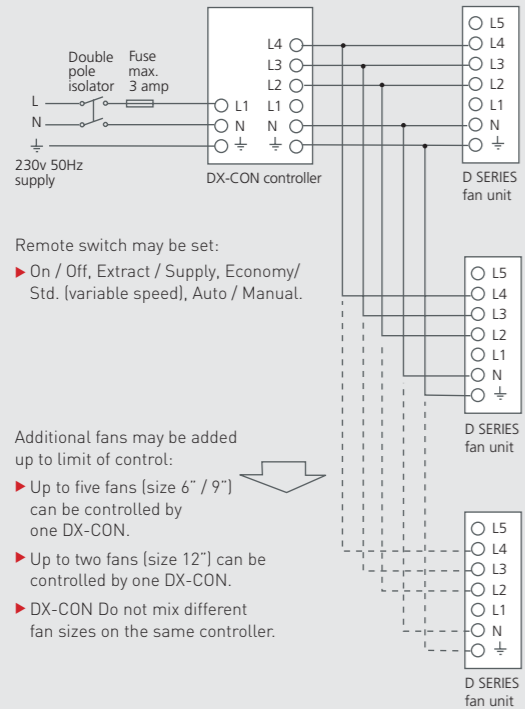 Double
pole
isolator
Fuse
max.
3 amp
L
N
⏚
230v 50Hz
supply
L4
L3
L2
L1 L1
N N
⏚ ⏚
DX-CON controller
L5
L4
L3
L2
L1
N
⏚
D SERIES
fan unit
Remote switch may be set:
▶ On / Off, Extract / Supply, Economy/
Std. (variable speed), Auto / Manual.
L5
L4
L3
L2
L1
N
⏚
D SERIES
fan unit
Additional fans may be added
up to limit of control:
▶ Up to five fans (size 6” / 9”)
can be controlled by
one DX-CON.
▶ Up to two fans (size 12”) can be
controlled by one DX-CON.
▶ DX-CON Do not mix different
fan sizes on the same controller.
L5
L4
L3
L2
L1
N
⏚
D SERIES
fan unit